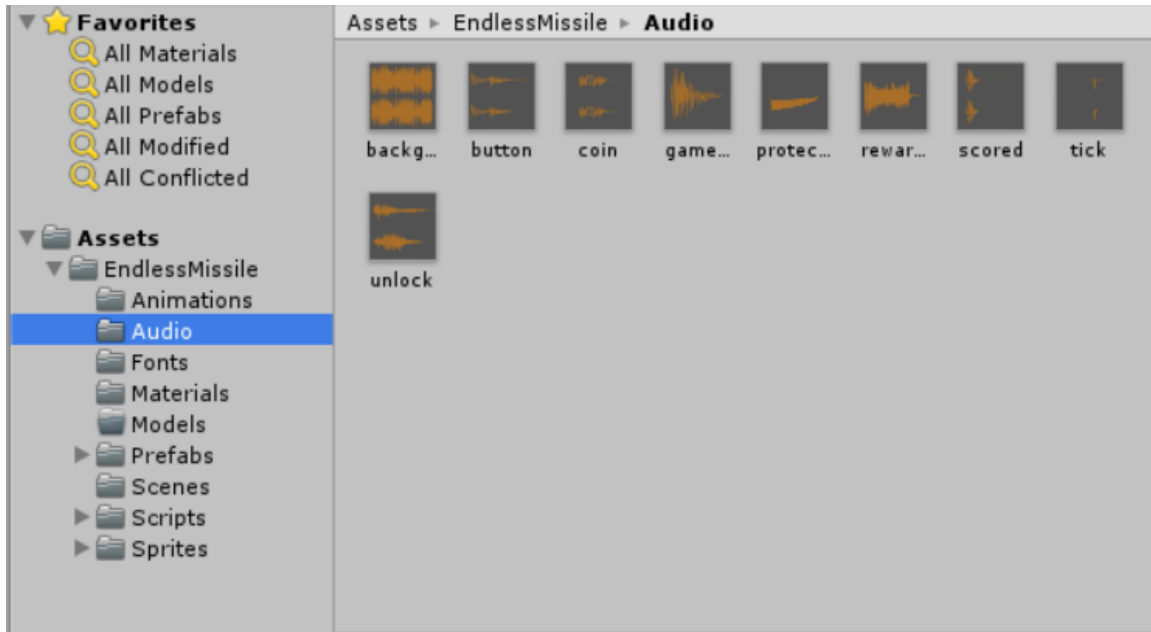 Favorites
All Materials
All Models
All Prefabs
All Modified
All Conflicted
Assets
EndlessMissile
Animations
Audio
Fonts
Materials
Models
Prefabs
Scenes
Scripts
Sprites
Assets ▸ EndlessMissile ▸ Audio
backg... button coin game... protec... rewar... scored tick
unlock